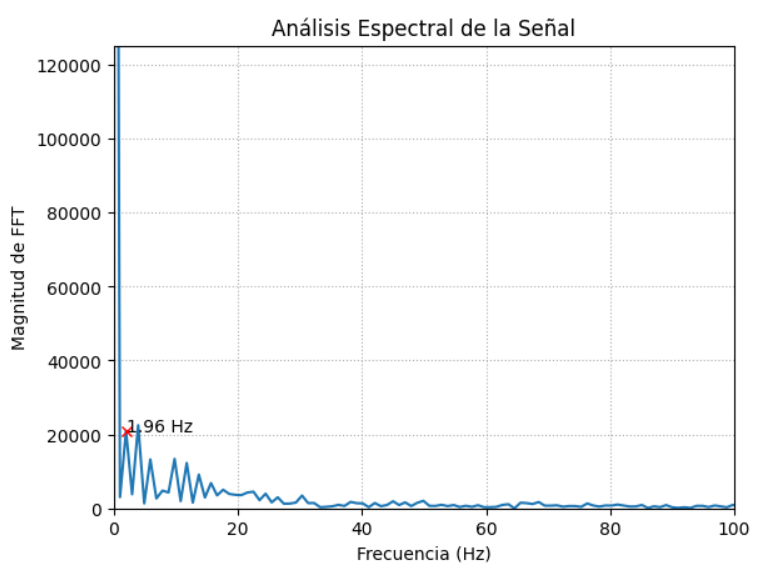 Análisis Espectral de la Señal
Magnitud de FFT
120000
100000
80000
60000
40000
20000
0
1.96 Hz
0 20 40 60 80 100
Frecuencia (Hz)